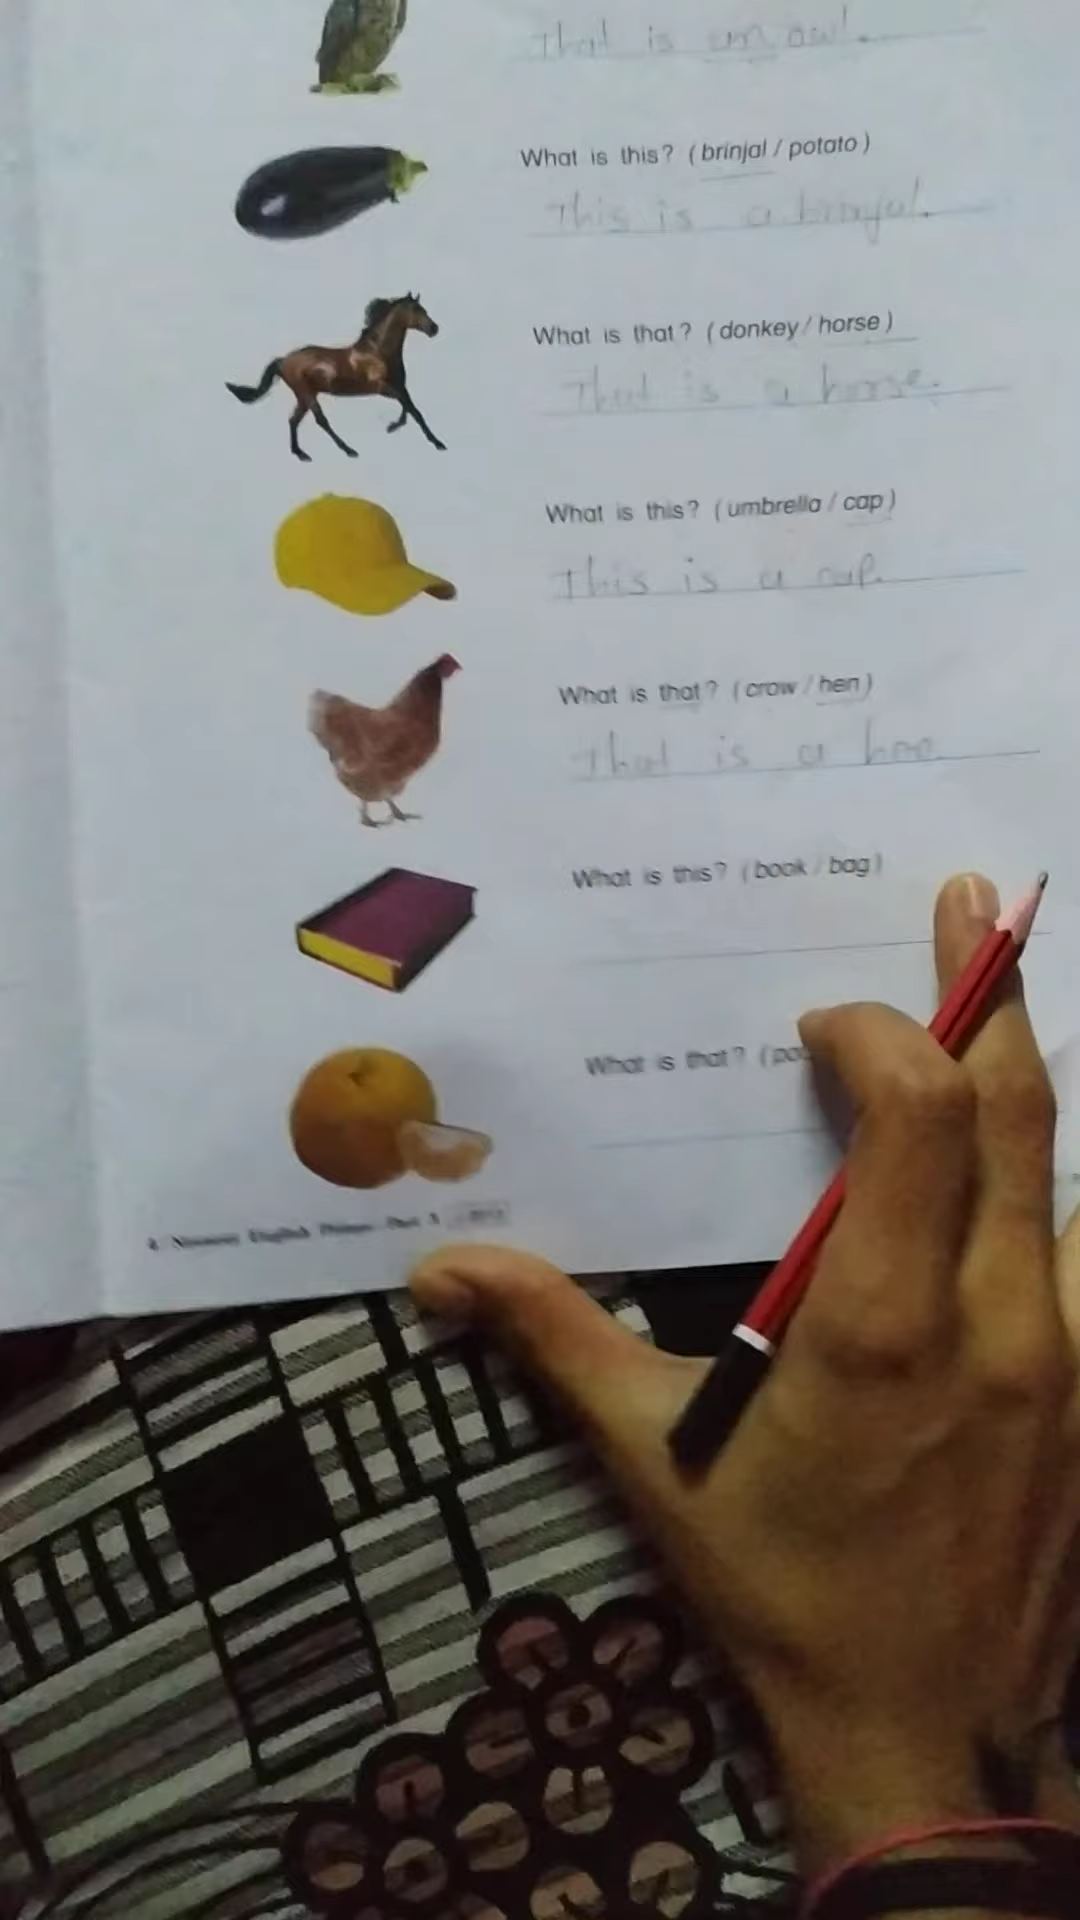 That is an owl.
What is this? (brinjal / potato)
This is a brinjal.
What is that? (donkey / horse)
That is a horse.
What is this? (umbrella / cap)
This is a cap.
What is that? (crow / hen)
That is a hen
What is this? (book / bag)
What is that? (
English Part